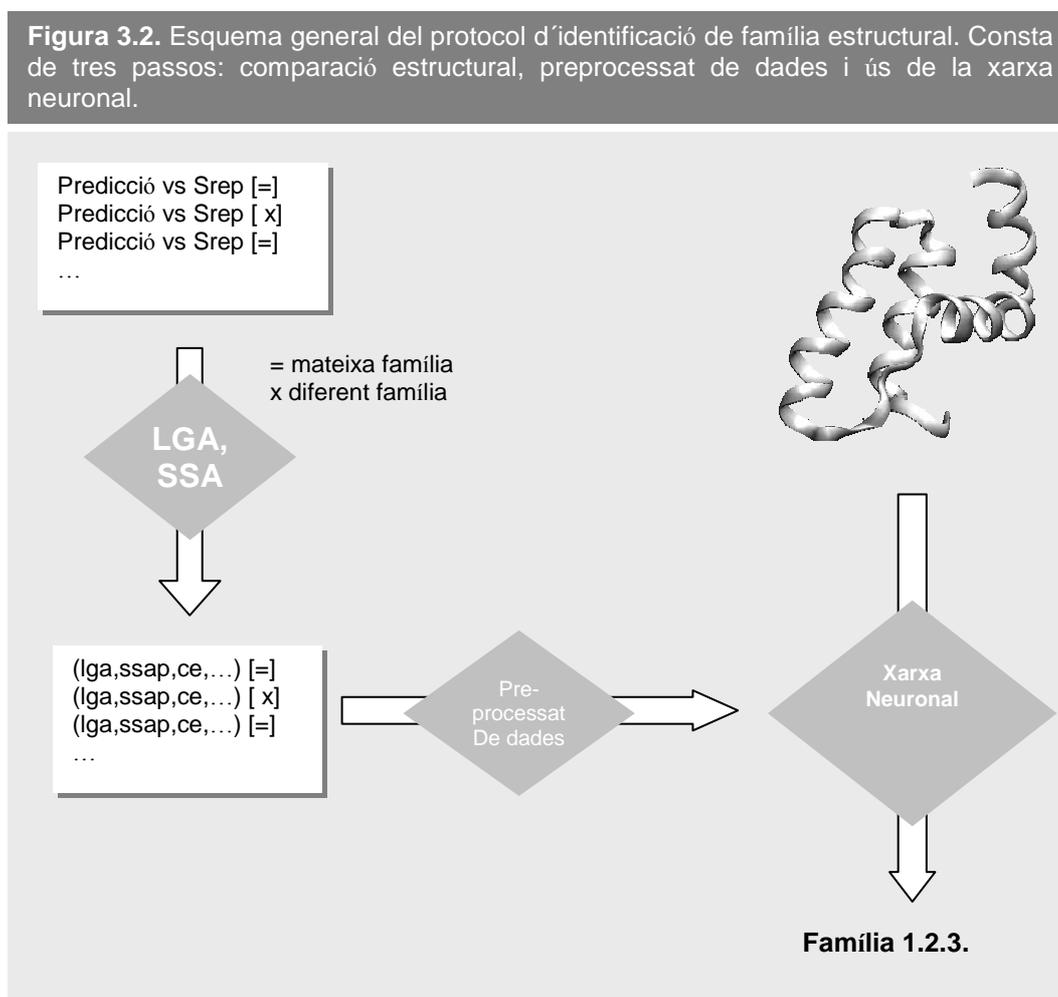 Figura 3.2. Esquema general del protocol d´identificació de família estructural. Consta
de tres passos: comparació estructural, preprocessat de dades i ús de la xarxa
neuronal.
Predicció vs Srep [=]
Predicció vs Srep [ x]
Predicció vs Srep [=]
…
= mateixa família
x diferent família
LGA,
SSA
(lga,ssap,ce,…) [=]
(lga,ssap,ce,…) [ x]
(lga,ssap,ce,…) [=]
…
Pre-
processat
De dades
Xarxa
Neuronal
Família 1.2.3.